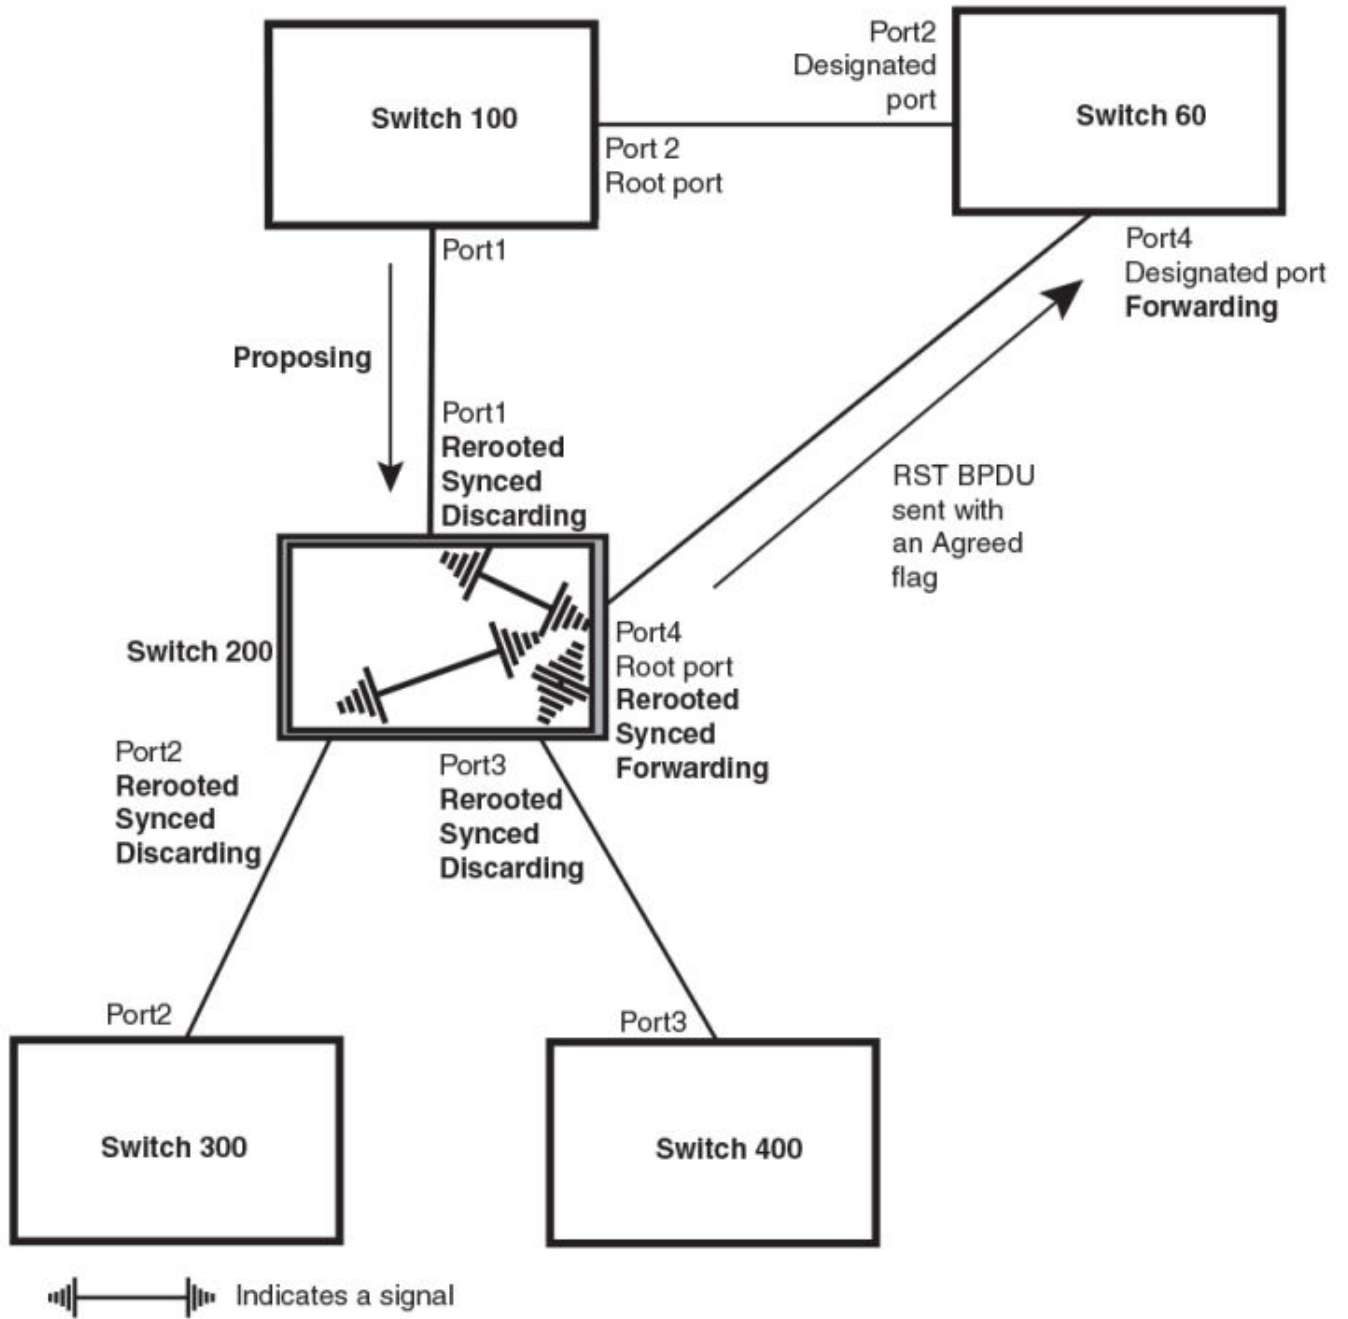 Port2
Designated
port
Switch 100
Switch 60
Port 2
Root port
Port1
Port4
Designated port
Forwarding
Proposing
Port1
Rerooted
Synced
Discarding
RST BPDU
sent with
an Agreed
flag
Switch 200
Port4
Root port
Rerooted
Synced
Forwarding
Port2
Rerooted
Synced
Discarding
Port3
Rerooted
Synced
Discarding
Port2
Port3
Switch 300
Switch 400
Indicates a signal